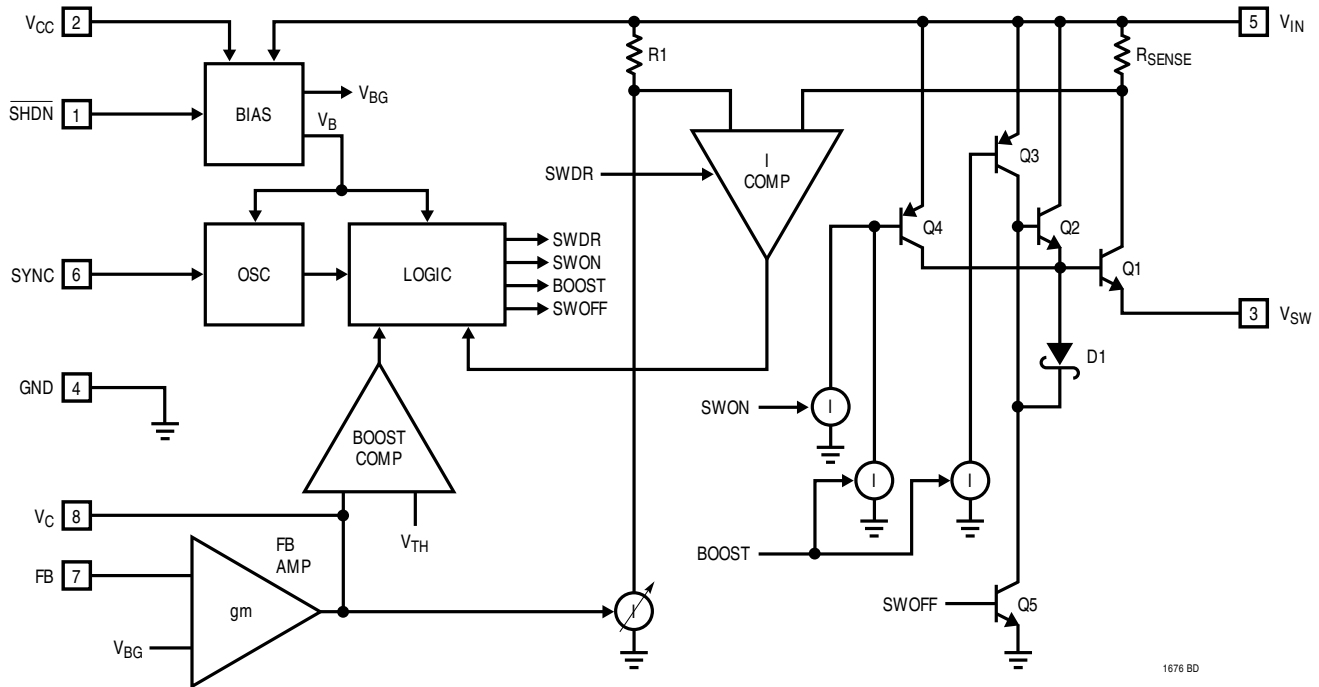 VCC 2
5 VIN
R1
RSENSE
SHDN 1
BIAS
VBG
VB
I
COMP
SWDR
Q3
Q4
Q2
Q1
SYNC 6
OSC
LOGIC
SWDR
SWON
BOOST
SWOFF
3 VSW
D1
GND 4
SWON
I
BOOST
COMP
I
I
VC 8
VTH
BOOST
FB
AMP
FB 7
gm
I
SWOFF
Q5
VBG
1676 BD